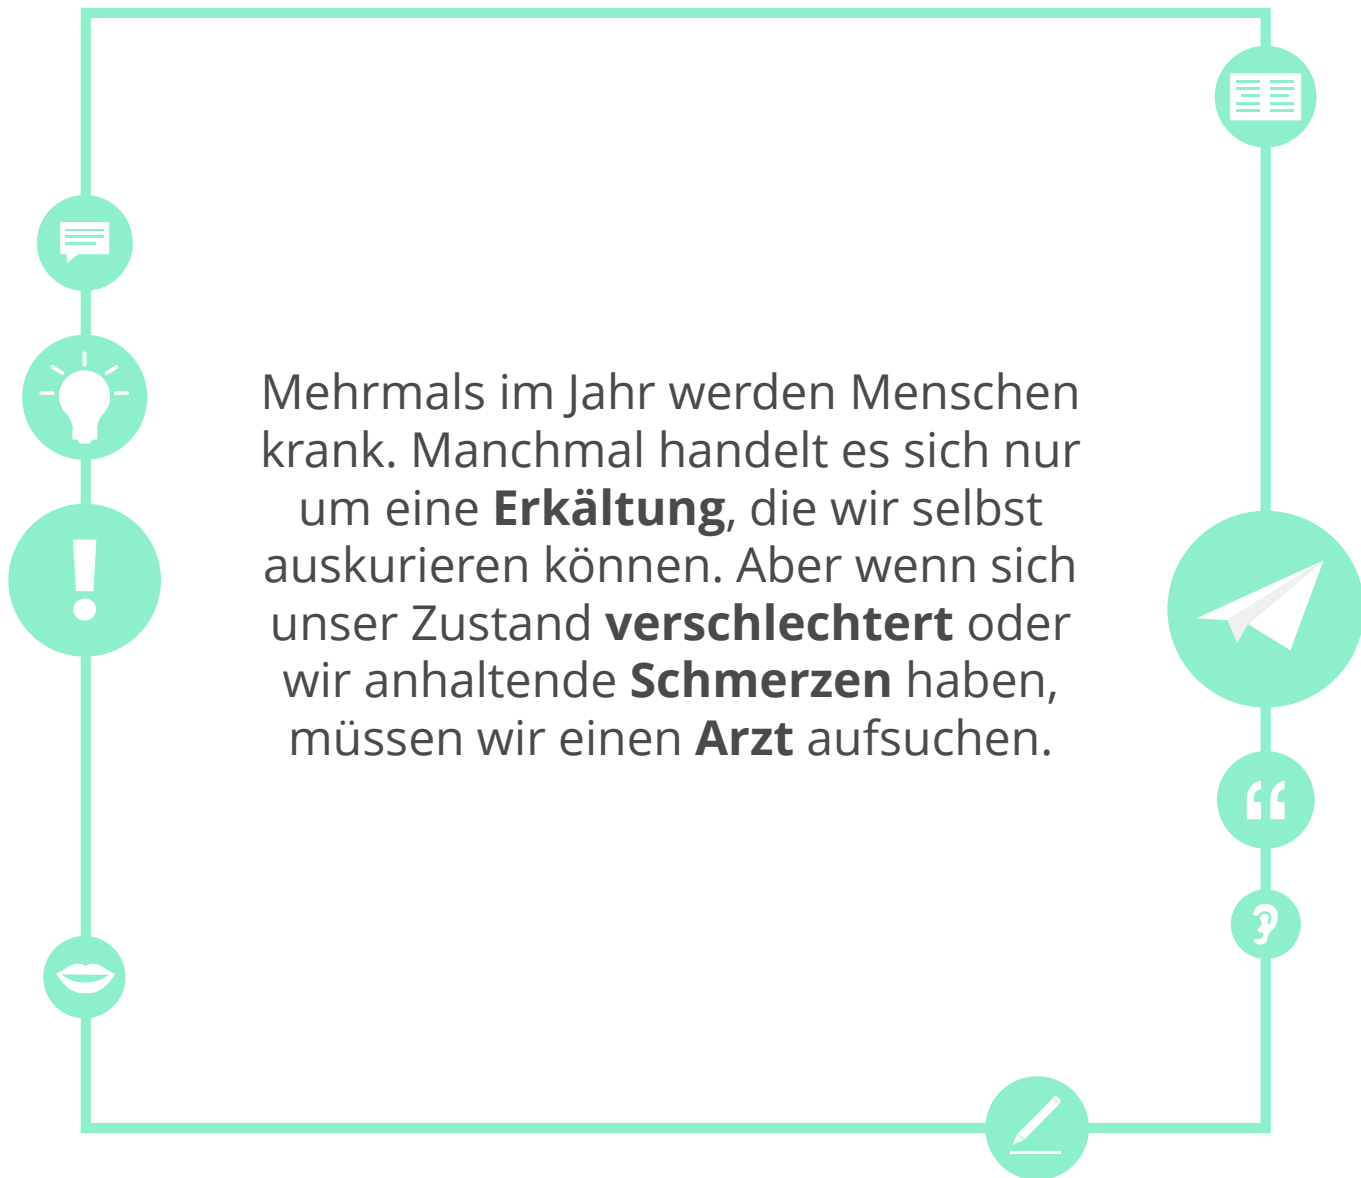 Mehrmals im Jahr werden Menschen
krank. Manchmal handelt es sich nur
um eine Erkältung, die wir selbst
auskurieren können. Aber wenn sich
unser Zustand verschlechtert oder
wir anhaltende Schmerzen haben,
müssen wir einen Arzt aufsuchen.